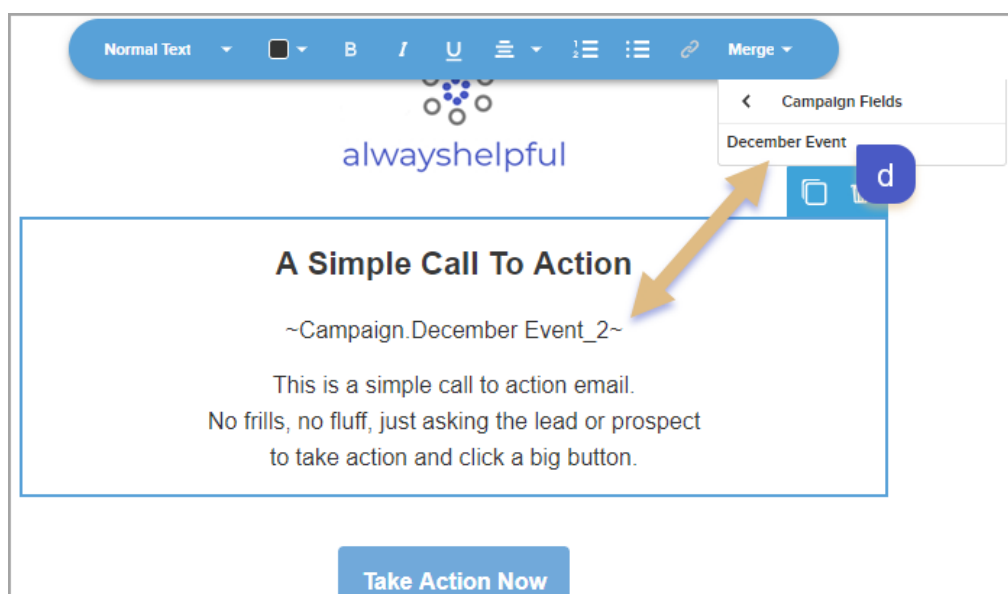 Normal Text B I U Merge
Campaign Fields
December Event
d
alwayshelpful
A Simple Call To Action
~Campaign.December Event_2~
This is a simple call to action email.
No frills, no fluff, just asking the lead or prospect
to take action and click a big button.
Take Action Now